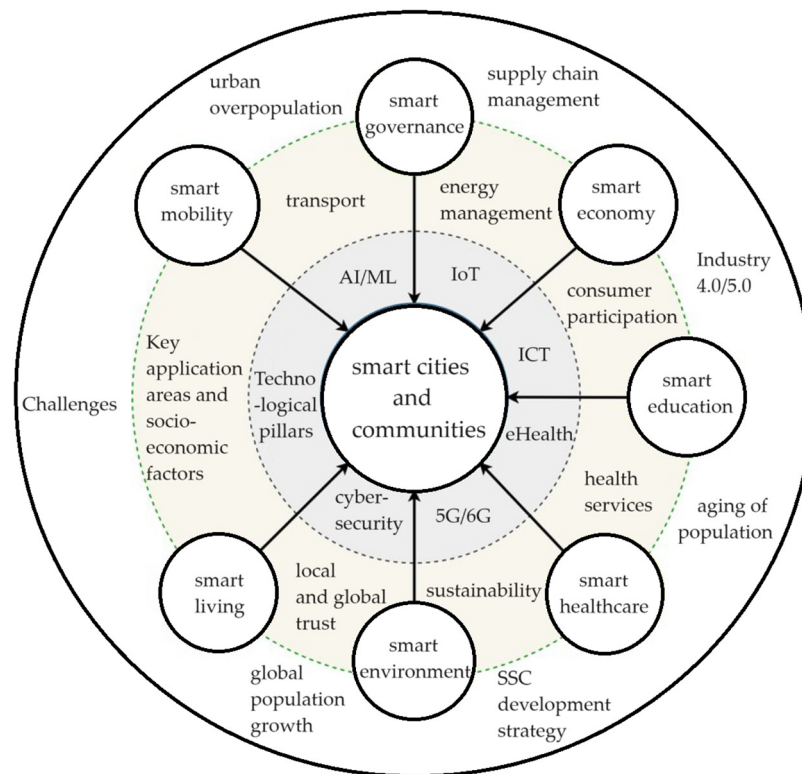 urban
overpopulation
smart
governance
supply chain
management
smart
mobility
transport
energy
management
smart
economy
AI/ML
IoT
Industry
4.0/5.0
consumer
participation
Key
application
areas and
socio-
economic
factors
Challenges
Techno
-logical
pillars
smart cities
and
communities
ICT
smart
education
eHealth
health
services
aging of
population
cyber-
security
5G/6G
smart
living
local
and global
trust
sustainability
smart
healthcare
smart
environment
global
population
growth
SSC
development
strategy